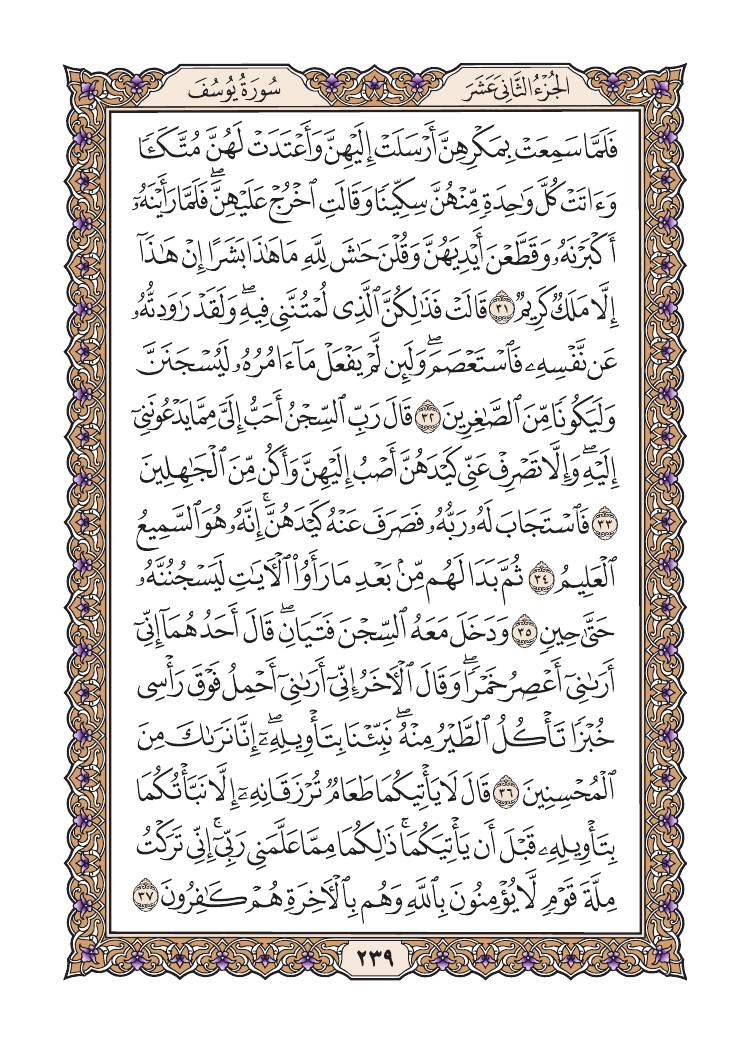 الجُزْءُ الثَّانِي عَشَرَ
سُورَةُ يُوسُفَ
فَلَمَّا سَمِعَتْ بِمَكْرِهِنَّ أَرْسَلَتْ إِلَيْهِنَّ وَأَعْتَدَتْ لَهُنَّ مُتَّكَـًٔا
وَءَاتَتْ كُلَّ وَٰحِدَةٍ مِّنْهُنَّ سِكِّينًا وَقَالَتِ ٱخْرُجْ عَلَيْهِنَّ ۖ فَلَمَّا رَأَيْنَهُۥٓ
أَكْبَرْنَهُۥ وَقَطَّعْنَ أَيْدِيَهُنَّ وَقُلْنَ حَٰشَ لِلَّهِ مَا هَٰذَا بَشَرًا إِنْ هَٰذَآ
إِلَّا مَلَكٌ كَرِيمٌ ٣١ قَالَتْ فَذَٰلِكُنَّ ٱلَّذِى لُمْتُنَّنِى فِيهِ ۖ وَلَقَدْ رَٰوَدتُّهُۥ
عَن نَّفْسِهِۦ فَٱسْتَعْصَمَ ۖ وَلَئِن لَّمْ يَفْعَلْ مَآ ءَامُرُهُۥ لَيُسْجَنَنَّ
وَلَيَكُونًا مِّنَ ٱلصَّٰغِرِينَ ٣٢ قَالَ رَبِّ ٱلسِّجْنُ أَحَبُّ إِلَىَّ مِمَّا يَدْعُونَنِىٓ
إِلَيْهِ ۖ وَإِلَّا تَصْرِفْ عَنِّى كَيْدَهُنَّ أَصْبُ إِلَيْهِنَّ وَأَكُن مِّنَ ٱلْجَٰهِلِينَ
٣٣ فَٱسْتَجَابَ لَهُۥ رَبُّهُۥ فَصَرَفَ عَنْهُ كَيْدَهُنَّ ۚ إِنَّهُۥ هُوَ ٱلسَّمِيعُ
ٱلْعَلِيمُ ٣٤ ثُمَّ بَدَا لَهُم مِّنۢ بَعْدِ مَا رَأَوُا۟ ٱلْءَايَٰتِ لَيَسْجُنُنَّهُۥ
حَتَّىٰ حِينٍ ٣٥ وَدَخَلَ مَعَهُ ٱلسِّجْنَ فَتَيَانِ ۖ قَالَ أَحَدُهُمَآ إِنِّىٓ
أَرَىٰنِىٓ أَعْصِرُ خَمْرًا ۖ وَقَالَ ٱلْءَاخَرُ إِنِّىٓ أَرَىٰنِىٓ أَحْمِلُ فَوْقَ رَأْسِى
خُبْزًا تَأْكُلُ ٱلطَّيْرُ مِنْهُ ۖ نَبِّئْنَا بِتَأْوِيلِهِۦٓ ۖ إِنَّا نَرَىٰكَ مِنَ
ٱلْمُحْسِنِينَ ٣٦ قَالَ لَا يَأْتِيكُمَا طَعَامٌ تُرْزَقَانِهِۦٓ إِلَّا نَبَّأْتُكُمَا
بِتَأْوِيلِهِۦ قَبْلَ أَن يَأْتِيَكُمَا ۚ ذَٰلِكُمَا مِمَّا عَلَّمَنِى رَبِّىٓ ۚ إِنِّى تَرَكْتُ
مِلَّةَ قَوْمٍ لَّا يُؤْمِنُونَ بِٱللَّهِ وَهُم بِٱلْءَاخِرَةِ هُمْ كَٰفِرُونَ ٣٧
٢٣٩